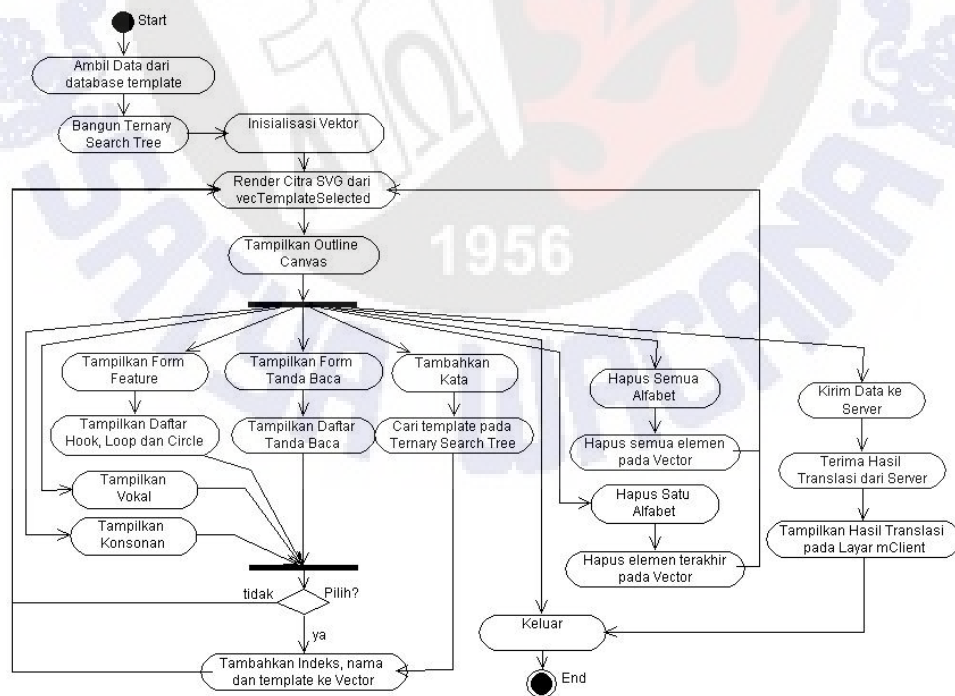 Start
Ambil Data dari
database template
Bangun Ternary
Search Tree
Inisialisasi Vektor
Render Citra SVG dari
vecTemplateSelected
Tampilkan Outline
Canvas
1956
Tampilkan Form
Feature
Tampilkan Form
Tanda Baca
Tambahkan
Kata
Hapus Semua
Alfabet
Kirim Data ke
Server
Tampilkan Daftar
Hook, Loop dan Circle
Tampilkan Daftar
Tanda Baca
Cari template pada
Ternary Search Tree
Hapus semua elemen
pada Vector
Terima Hasil
Translasi dari Server
Tampilkan
Vokal
Hapus Satu
Alfabet
Tampilkan
Konsonan
Tampilkan Hasil Translasi
pada Layar mClient
Hapus elemen terakhir
pada Vector
tidak
Pilih?
ya
Keluar
Tambahkan Indeks, nama
dan template ke Vector
End
SATYA WACANA